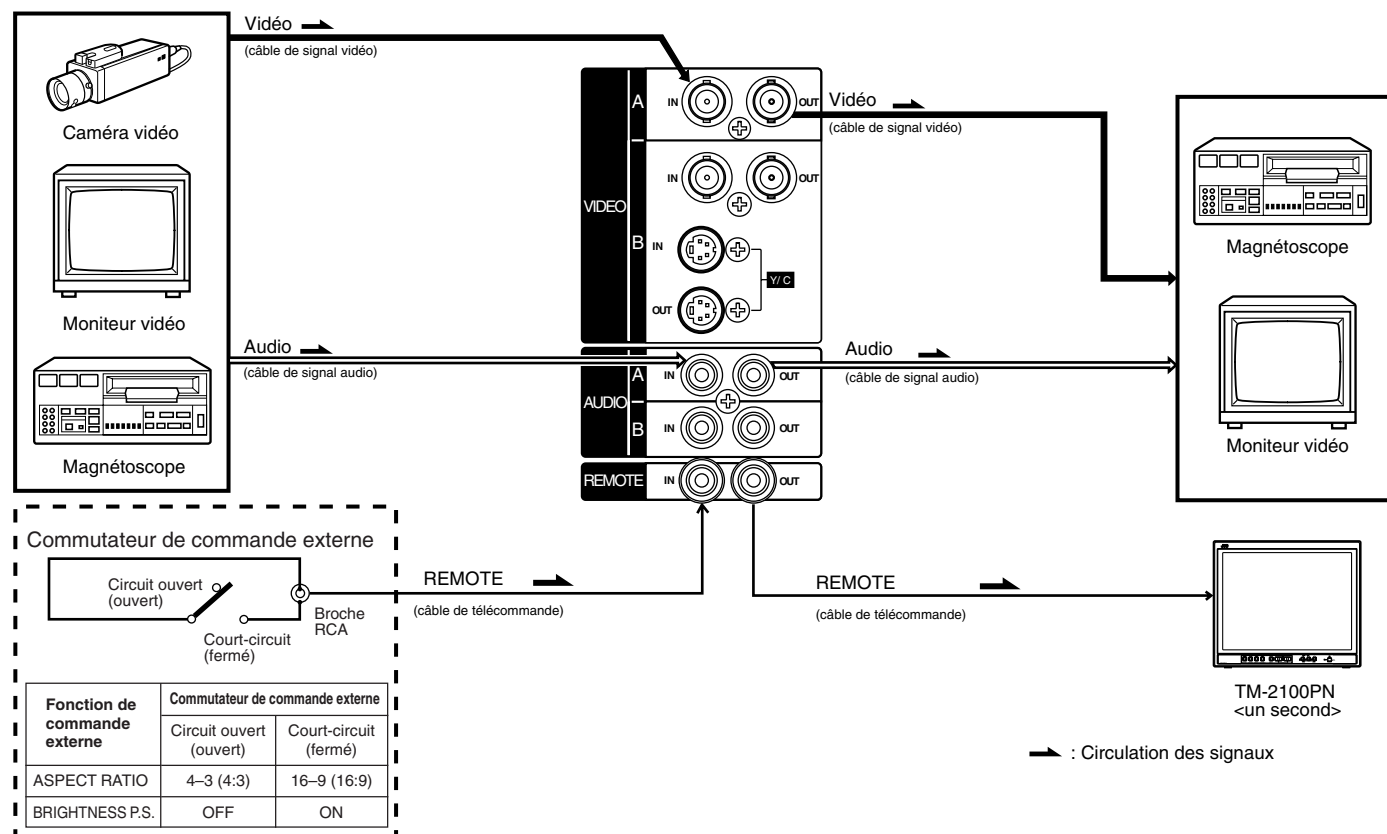 Vidéo
(câble de signal vidéo)
Caméra vidéo
Moniteur vidéo
Audio
(câble de signal audio)
Magnétoscope
VIDEO
A
IN
OUT
B
IN
OUT
IN
OUT
Y/ C
AUDIO
A
IN
OUT
B
IN
OUT
REMOTE
IN
OUT
Vidéo
(câble de signal vidéo)
Audio
(câble de signal audio)
Magnétoscope
Moniteur vidéo
Commutateur de commande externe
Circuit ouvert
(ouvert)
Court-circuit
(fermé)
Broche
RCA
REMOTE
(câble de télécommande)
REMOTE
(câble de télécommande)
TM-2100PN
<un second>
Fonction de
commande
externe
Commutateur de commande externe
Circuit ouvert
(ouvert)
Court-circuit
(fermé)
ASPECT RATIO
4–3 (4:3)
16–9 (16:9)
BRIGHTNESS P.S.
OFF
ON
: Circulation des signaux